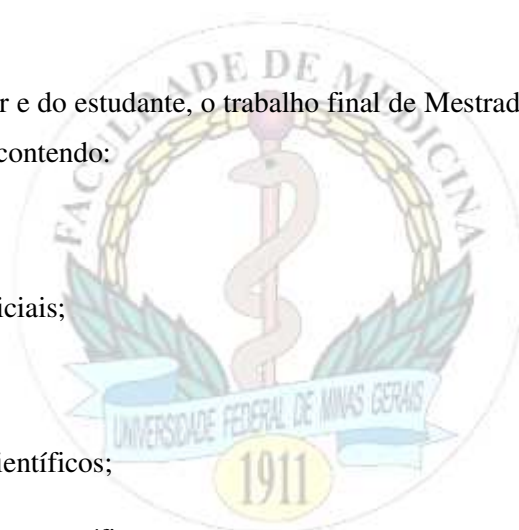 r e do estudante, o trabalho final de Mestrad
contendo:
FACULDADE DE MEDICINA
iciais;
UNIVERSIDADE FEDERAL DE MINAS GERAIS
entíficos;
1911